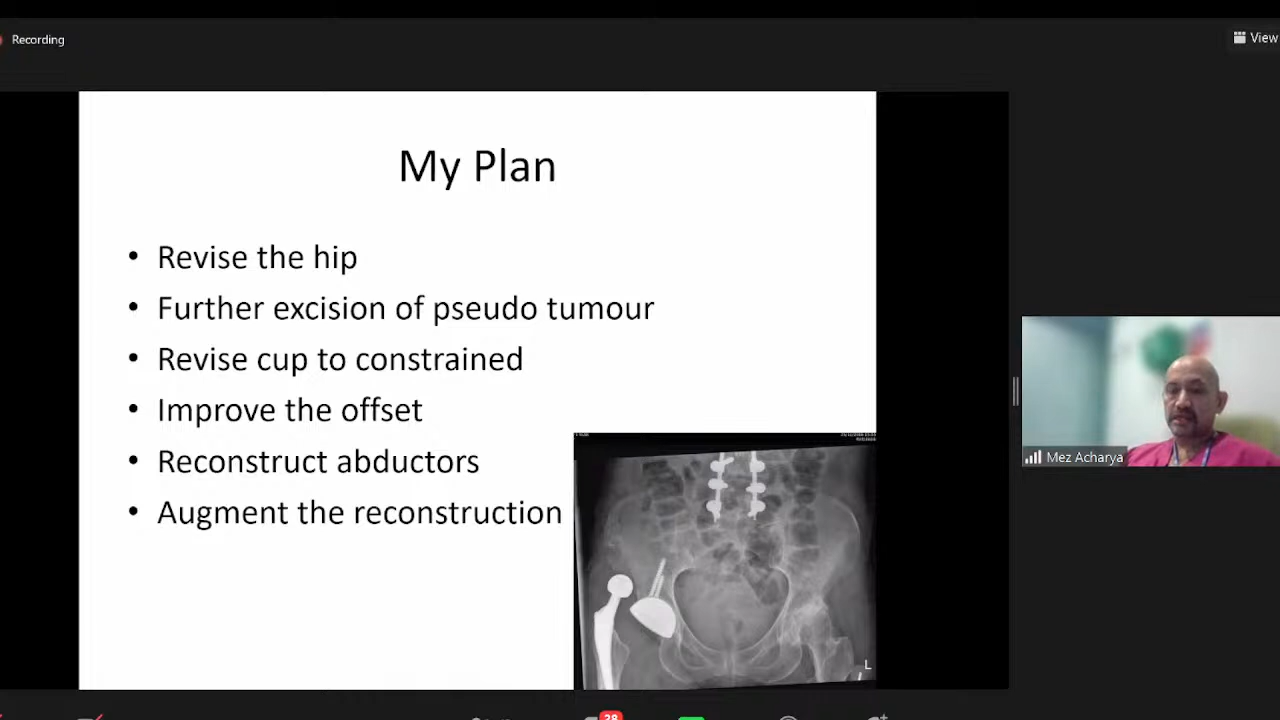 Recording
View
My Plan
• Revise the hip
• Further excision of pseudo tumour
• Revise cup to constrained
• Improve the offset
• Reconstruct abductors
• Augment the reconstruction
L
Mez Acharya
28